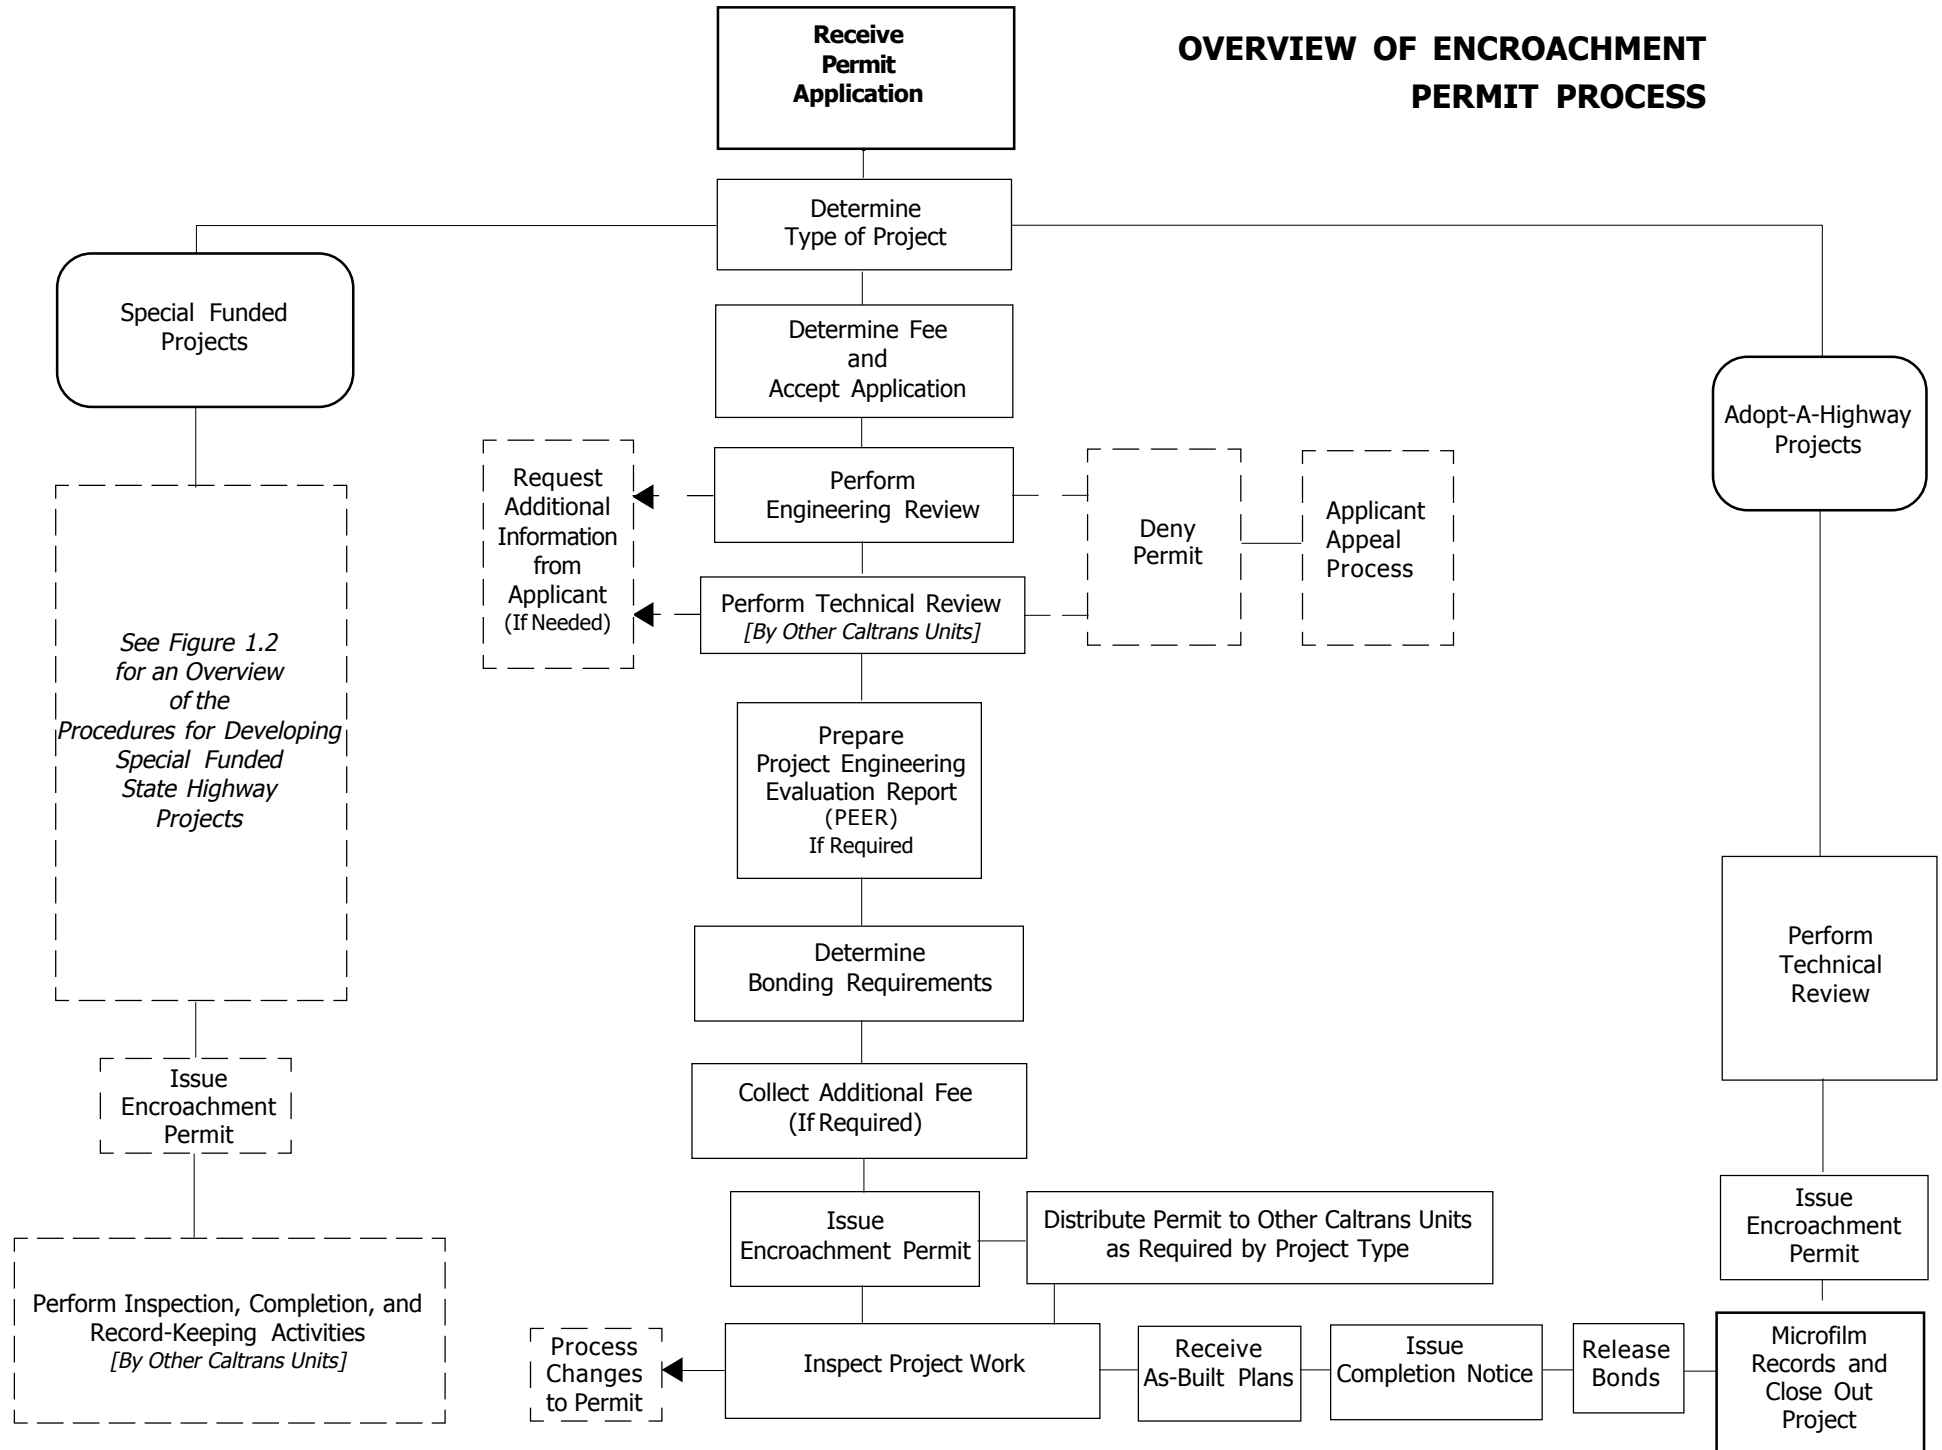 OVERVIEW OF ENCROACHMENT
PERMIT PROCESS
Receive
Permit
Application
Determine
Type of Project
Special Funded
Projects
Determine Fee
and
Accept Application
Adopt-A-Highway
Projects
Request
Additional
Information
from
Applicant
(If Needed)
Perform
Engineering Review
Deny
Permit
Applicant
Appeal
Process
Perform Technical Review
[By Other Caltrans Units]
See Figure 1.2
for an Overview
of the
Procedures for Developing
Special Funded
State Highway
Projects
Prepare
Project Engineering
Evaluation Report
(PEER)
If Required
Determine
Bonding Requirements
Perform
Technical
Review
Issue
Encroachment
Permit
Collect Additional Fee
(If Required)
Issue
Encroachment Permit
Distribute Permit to Other Caltrans Units
as Required by Project Type
Issue
Encroachment
Permit
Perform Inspection, Completion, and
Record-Keeping Activities
[By Other Caltrans Units]
Process
Changes
to Permit
Inspect Project Work
Receive
As-Built Plans
Issue
Completion Notice
Release
Bonds
Microfilm
Records and
Close Out
Project